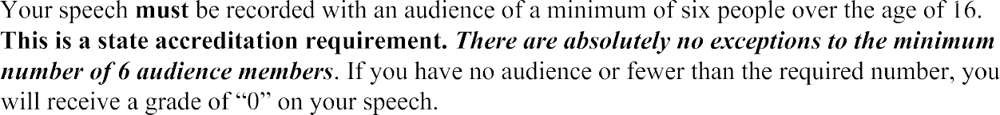 Your speech must be recorded with an audience of a minimum of six people over the age of 16.
This is a state accreditation requirement. There are absolutely no exceptions to the minimum
number of 6 audience members. If you have no audience or fewer than the required number, you
will receive a grade of “0” on your speech.